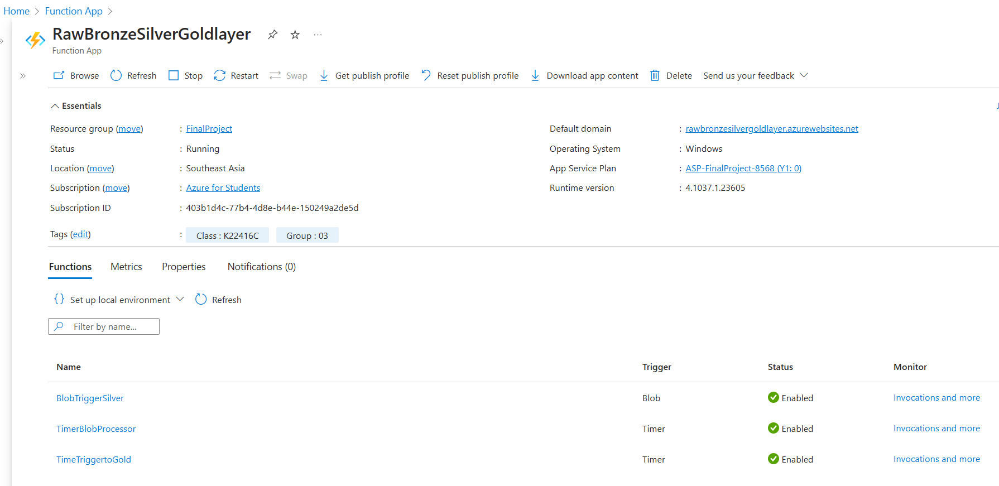 Home > Function App >
RawBronzeSilverGoldlayer ...
Function App
Browse Refresh Stop Restart Swap Get publish profile Reset publish profile Download app content Delete Send us your feedback
Essentials
Resource group (move) : FinalProject Default domain : rawbronzesilvergoldlayer.azurewebsites.net
Status : Running Operating System : Windows
Location (move) : Southeast Asia App Service Plan : ASP-FinalProject-8568 (Y1: 0)
Subscription (move) : Azure for Students Runtime version : 4.1037.1.23605
Subscription ID : 403b1d4c-77b4-4d8e-b44e-150249a2de5d
Tags (edit) : Class : K22416C Group : 03
Functions Metrics Properties Notifications (0)
{} Set up local environment Refresh
Filter by name...
Name Trigger Status Monitor
BlobTriggerSilver Blob Enabled Invocations and more
TimerBlobProcessor Timer Enabled Invocations and more
TimeTriggertoGold Timer Enabled Invocations and more